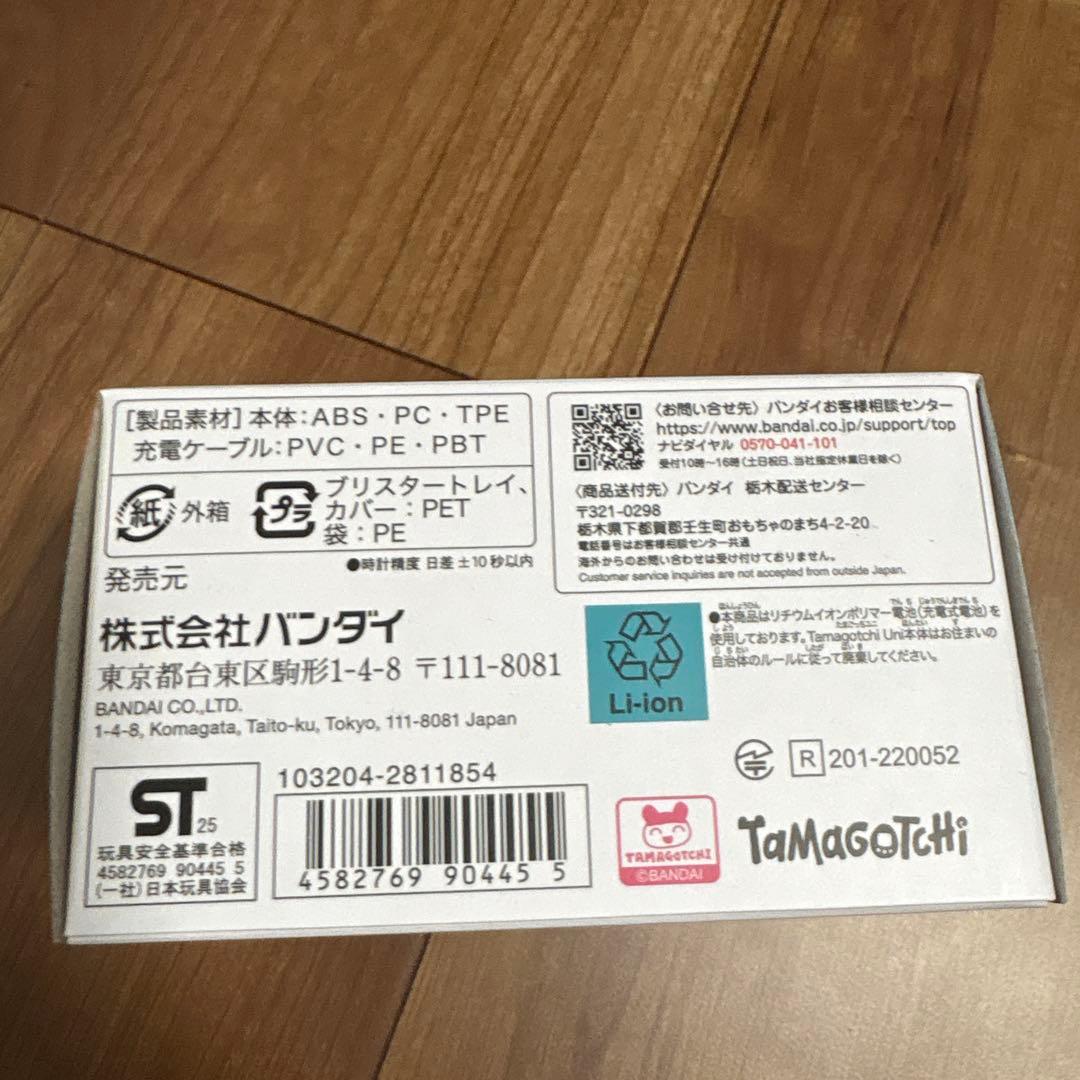 [製品素材]本体:ABS・PC・TPE
充電ケーブル:PVC・PE・PBT
紙 外箱
プラ ブリスタートレイ、
カバー:PET
袋:PE
●時計精度 日差±10秒以内
〈お問い合せ先〉バンダイお客様相談センター
https://www.bandai.co.jp/support/top
ナビダイヤル 0570-041-101
受付10時〜16時(土日祝日、当社指定休業日を除く)
〈商品送付先〉バンダイ 栃木配送センター
〒321-0298
栃木県下都賀郡壬生町おもちゃのまち4-2-20
電話番号はお客様相談センター共通
海外からのお問い合わせは受け付けておりません。
Customer service inquiries are not accepted from outside Japan.
発売元
株式会社バンダイ
東京都台東区駒形1-4-8 〒111-8081
BANDAI CO.,LTD.
1-4-8, Komagata, Taito-ku, Tokyo, 111-8081 Japan
Li-ion
●本商品はリチウムイオンポリマー電池(充電式電池)を
使用しております。Tamagotchi Uni本体はお住まいの
自治体のルールに従って廃棄してください。
R 201-220052
ST 25
玩具安全基準合格
4582769 90445 5
(一社)日本玩具協会
103204-2811854
4582769 904455
TAMAGOTCHI
©BANDAI
TaMaGoTCHi